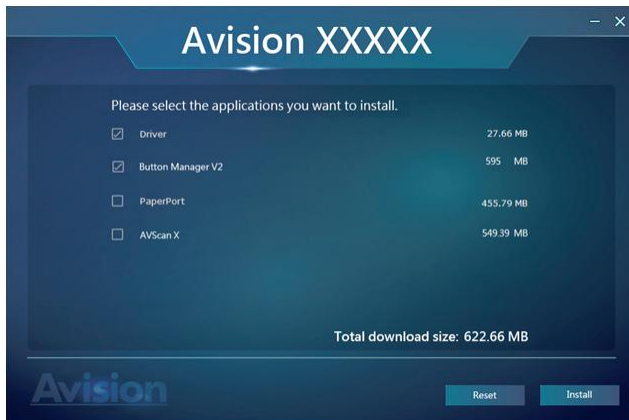 Avision XXXXX
Please select the applications you want to install.
Driver 27.66 MB
Button Manager V2 595 MB
PaperPort 455.79 MB
AVScan X 549.39 MB
Total download size: 622.66 MB
Avision
Reset Install